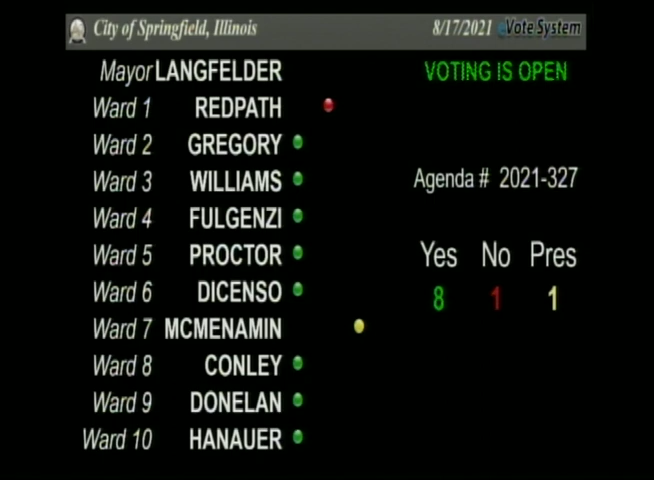 City of Springfield, Illinois 8/17/2021 eVote System
Mayor LANGFELDER VOTING IS OPEN
Ward 1 REDPATH
Ward 2 GREGORY
Ward 3 WILLIAMS Agenda # 2021-327
Ward 4 FULGENZI
Ward 5 PROCTOR Yes No Pres
Ward 6 DICENSO 8 1 1
Ward 7 MCMENAMIN
Ward 8 CONLEY
Ward 9 DONELAN
Ward 10 HANAUER